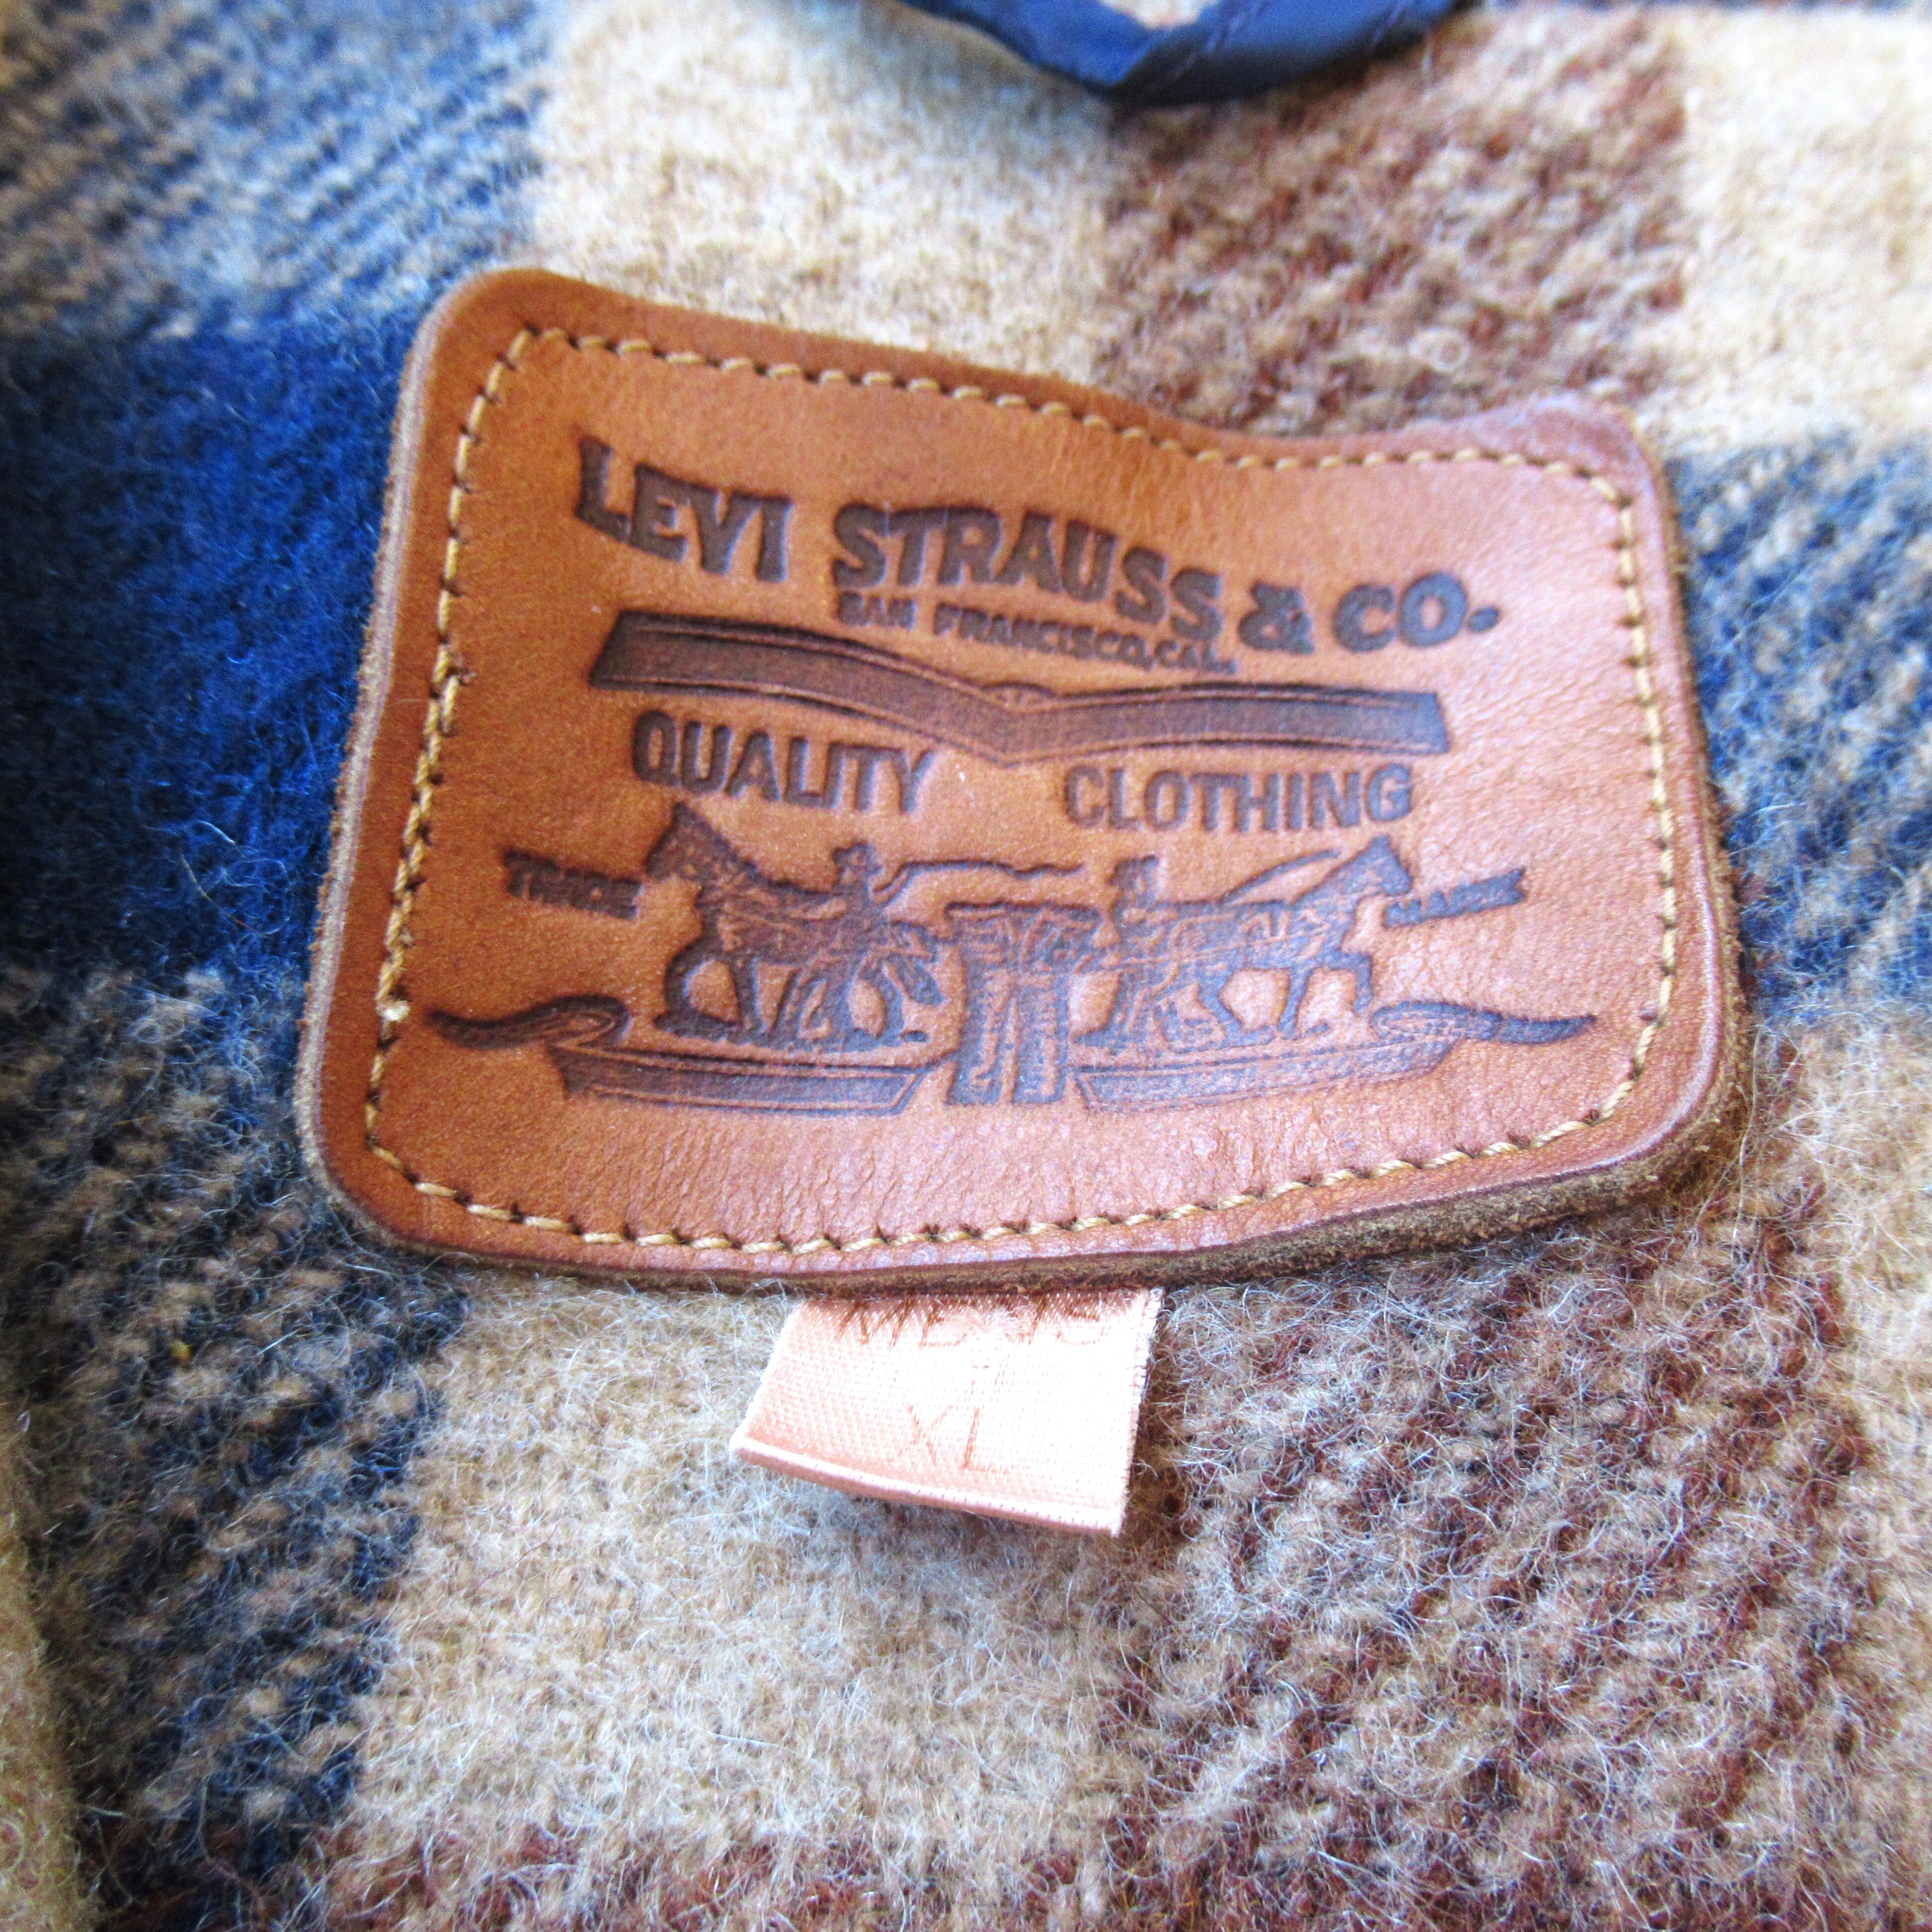 LEVI STRAUSS & CO.
SAN FRANCISCO, CAL.
QUALITY CLOTHING
TRADE MARK
XL